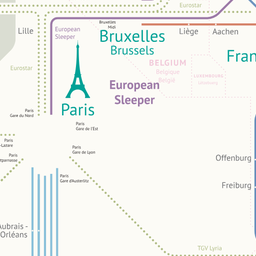 Eurostar
Lille
European
Sleeper
Bruxelles
Midi
Bruxelles
Brussels
Liège
Aachen
Eurostar
BELGIUM
Belgique
België
LUXEMBOURG
Fran
European
Sleeper
Paris
Paris
Gare du Nord
Paris
Gare de l'Est
Paris
Gare de Lyon
Paris
Gare d'Austerlitz
Paris
Offenburg
Freiburg
Aubrais -
Orléans
TGV Lyria